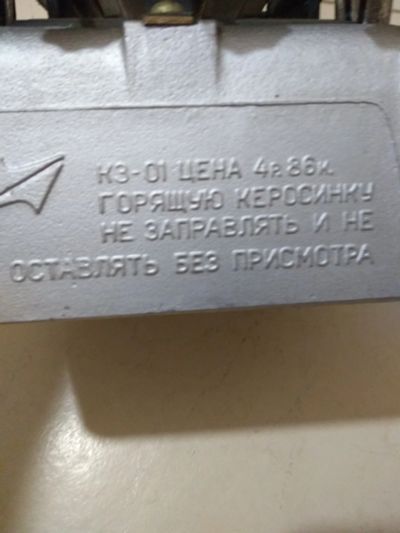 КЗ-01 ЦЕНА 4р. 86к.
ГОРЯЩУЮ КЕРОСИНКУ
НЕ ЗАПРАВЛЯТЬ И НЕ
ОСТАВЛЯТЬ БЕЗ ПРИСМОТРА